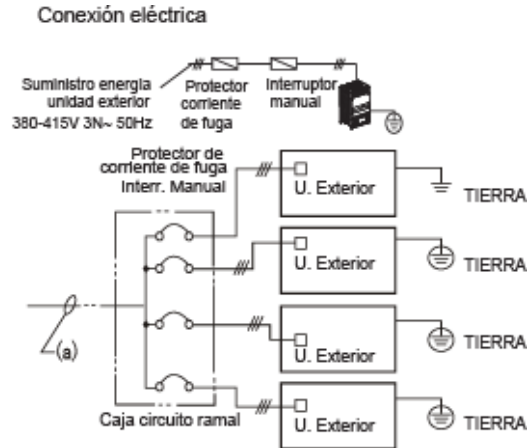 Conexión eléctrica
Suministro energia
unidad exterior
380-415V 3N~ 50Hz
Protector
corriente
de fuga
Interruptor
manual
Protector de
corriente de fuga
Interr. Manual
U. Exterior
TIERRA
U. Exterior
TIERRA
(a)
U. Exterior
TIERRA
Caja circuito ramal
U. Exterior
TIERRA